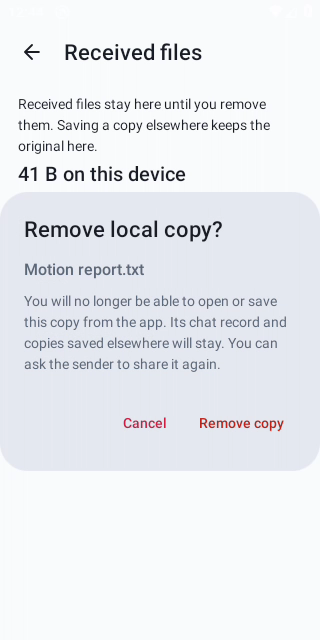 Received files
Received files stay here until you remove
them. Saving a copy elsewhere keeps the
original here.
41 B on this device
Remove local copy?
Motion report.txt
You will no longer be able to open or save
this copy from the app. Its chat record and
copies saved elsewhere will stay. You can
ask the sender to share it again.
Cancel
Remove copy